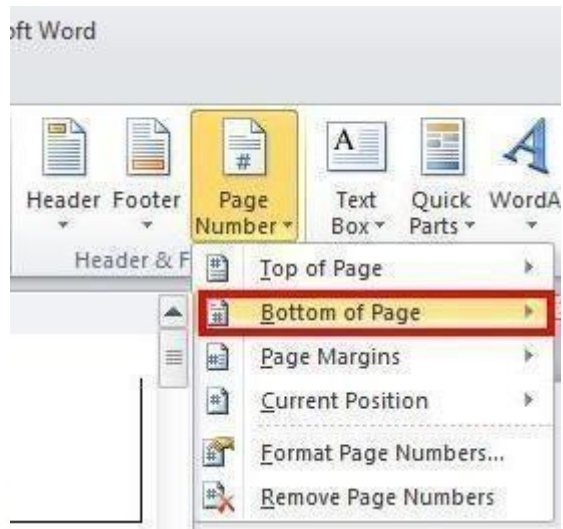 oft Word
Header Footer Page Number Text Box Quick Parts WordA
Header & F
Top of Page
Bottom of Page
Page Margins
Current Position
Format Page Numbers...
Remove Page Numbers